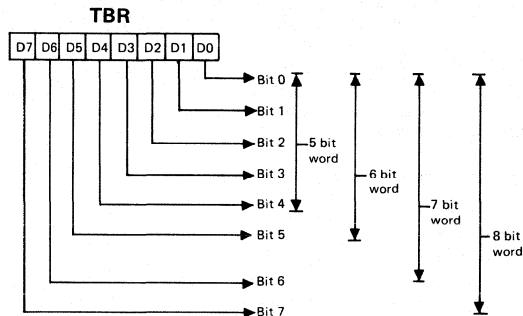 TBR
D7 D6 D5 D4 D3 D2 D1 D0
Bit 0
Bit 1
Bit 2
Bit 3
Bit 4
Bit 5
Bit 6
Bit 7
5 bit
word
6 bit
word
7 bit
word
8 bit
word